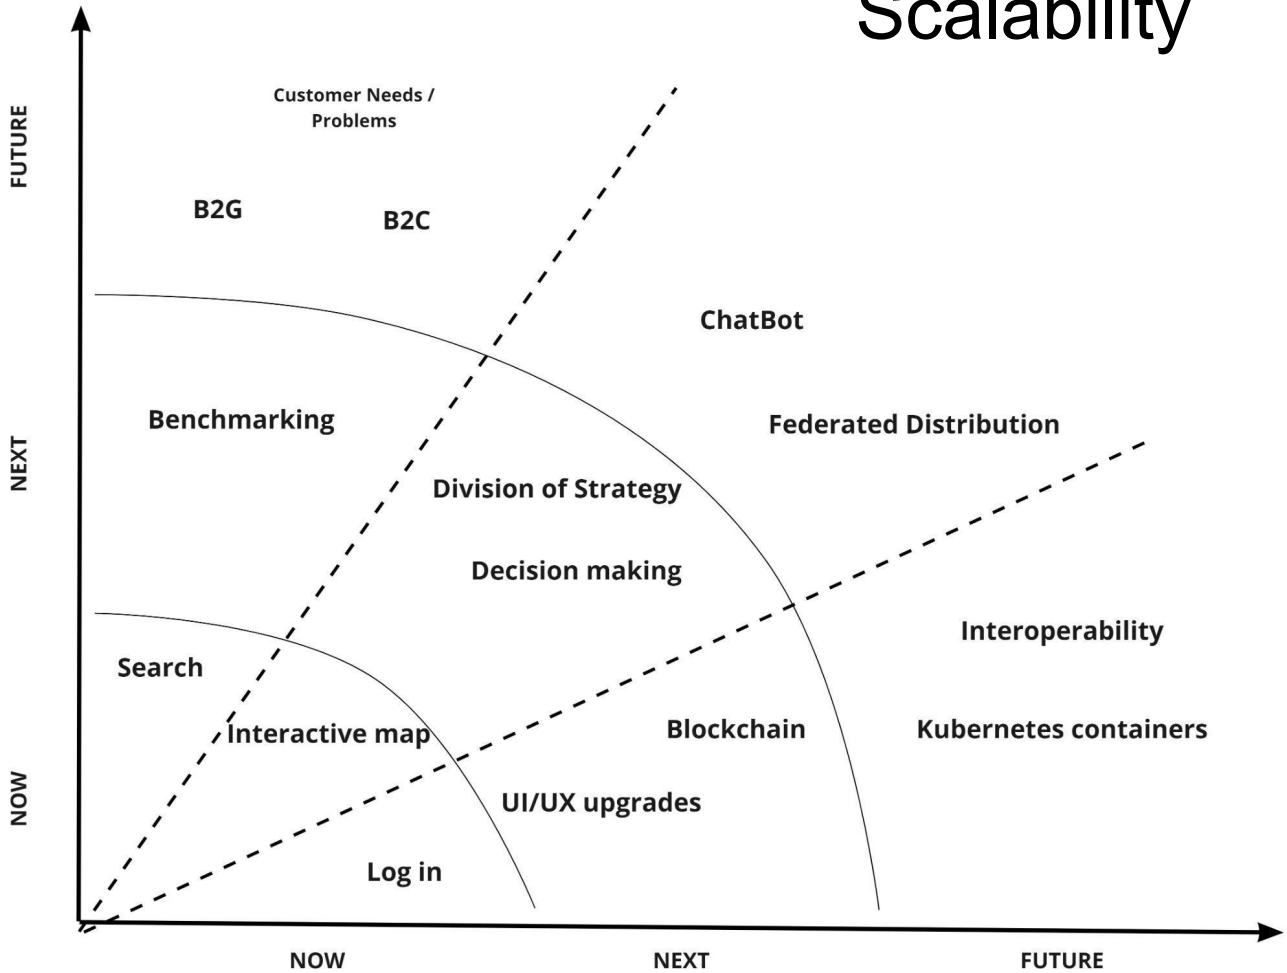 Scalability
FUTURE
Customer Needs /
Problems
B2G
B2C
ChatBot
Benchmarking
Federated Distribution
NEXT
Division of Strategy
Decision making
Interoperability
Search
Interactive map
Blockchain
Kubernetes containers
NOW
UI/UX upgrades
Log in
NOW
NEXT
FUTURE